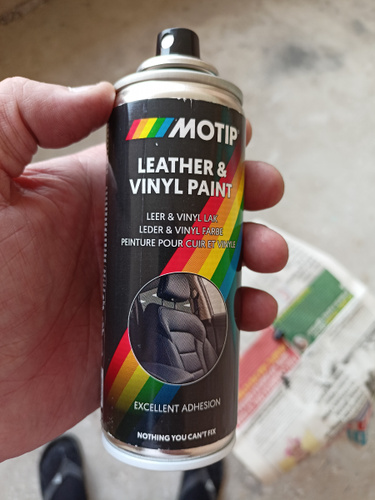 MOTIP
LEATHER &
VINYL PAINT
LEER & VINYL LAK
LEDER & VINYL FARBE
PEINTURE POUR CUIR ET VINYLE
EXCELLENT ADHESION
NOTHING YOU CAN'T FIX